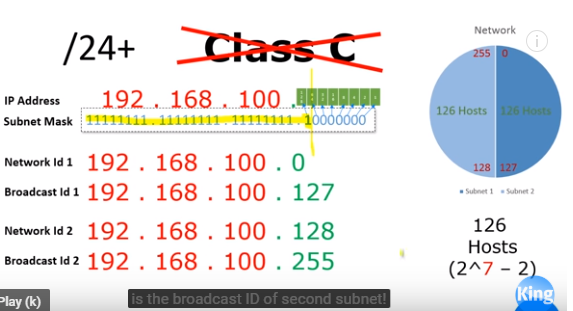 /24+ Class C
IP Address 192 . 168 . 100 .
Subnet Mask 11111111 . 11111111 . 11111111 . 10000000
Network Id 1 192 . 168 . 100 . 0
Broadcast Id 1 192 . 168 . 100 . 127
Network Id 2 192 . 168 . 100 . 128
Broadcast Id 2 192 . 168 . 100 . 255
Network
i
255 0
126 Hosts 126 Hosts
128 127
Subnet 1 Subnet 2
126
Hosts
(2^7 – 2)
King
Play (k)
is the broadcast ID of second subnet!